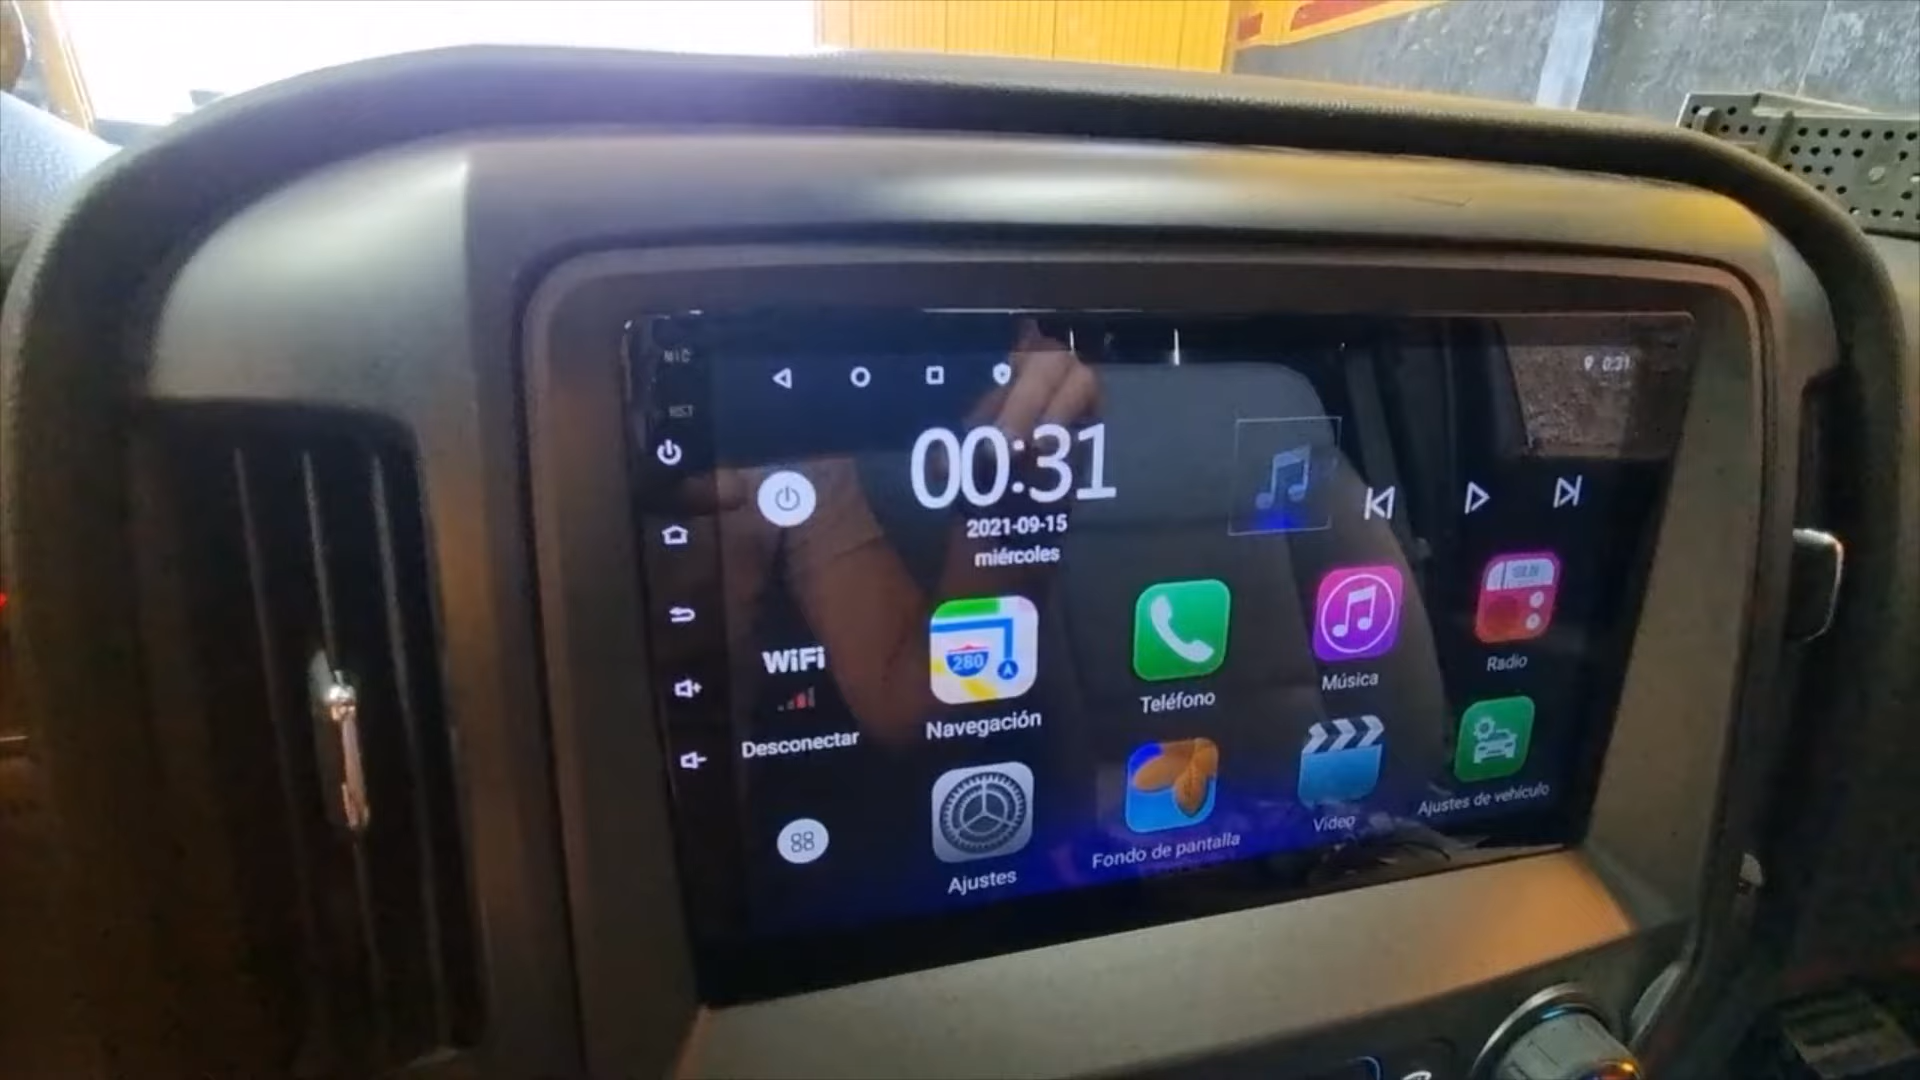 MIC
0:31
RST
00:31
2021-09-15
miércoles
WiFi
Desconectar
280
A
Navegación
Teléfono
Música
Radio
Ajustes
Fondo de pantalla
Video
Ajustes de vehículo